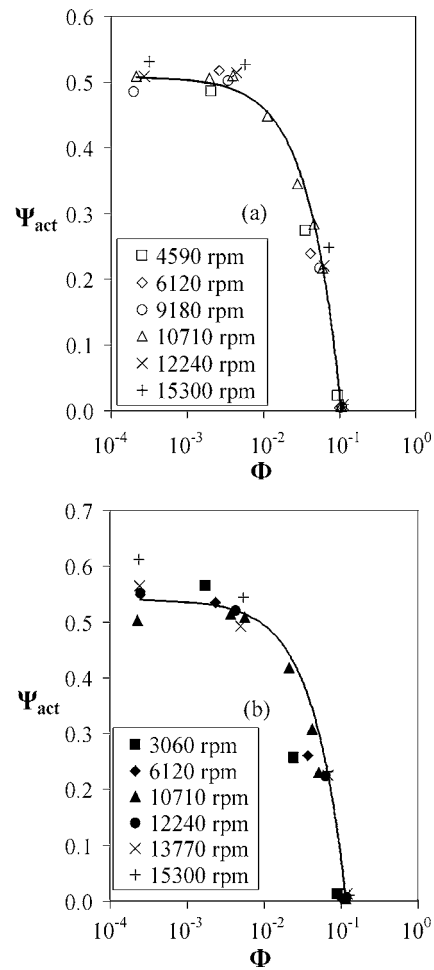 0.6
0.5
0.4
Ψact
0.3
(a)
4590 rpm
6120 rpm
9180 rpm
10710 rpm
12240 rpm
15300 rpm
0.2
0.1
0.0
10-4 10-3 10-2 10-1 100
Φ
0.7
0.6
0.5
0.4
Ψact
0.3
(b)
3060 rpm
6120 rpm
10710 rpm
12240 rpm
13770 rpm
15300 rpm
0.2
0.1
0
10-4 10-3 10-2 10-1 100
Φ